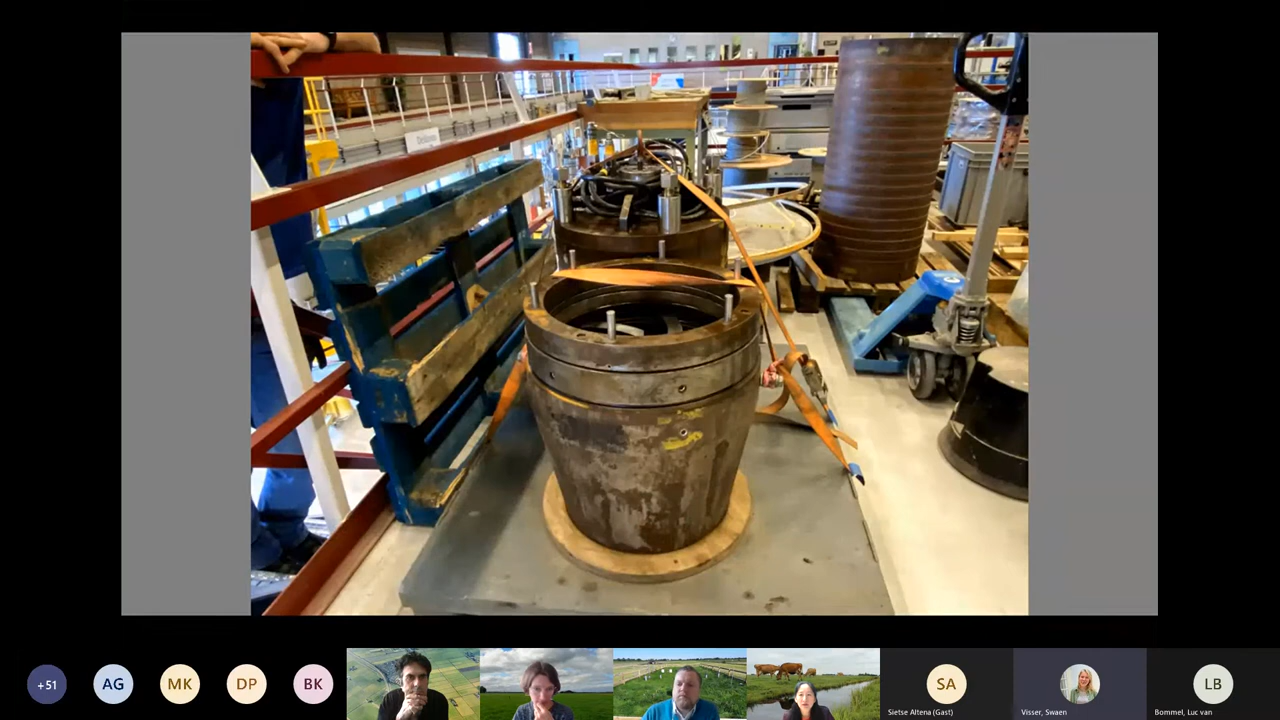 +51
AG
MK
DP
BK
SA
LB
Sietse Altena (Gast)
Visser, Swaen
Bommel, Luc van